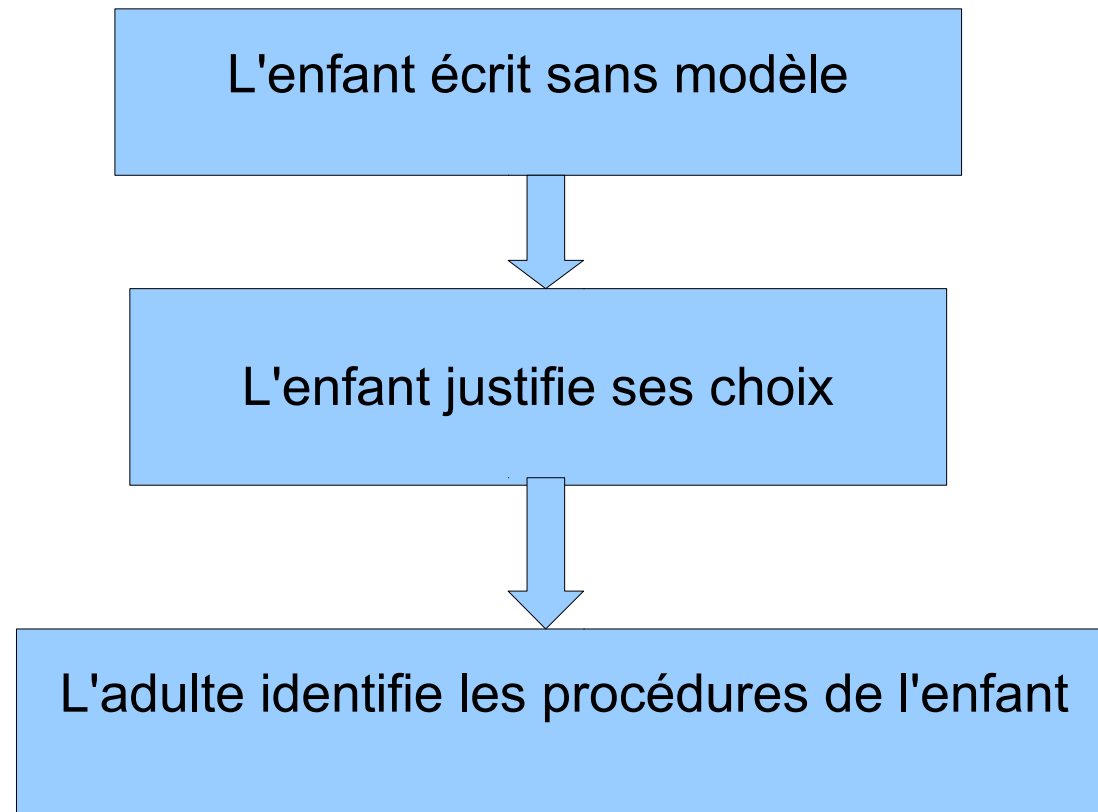 L'enfant écrit sans modèle
L'enfant justifie ses choix
L'adulte identifie les procédures de l'enfant